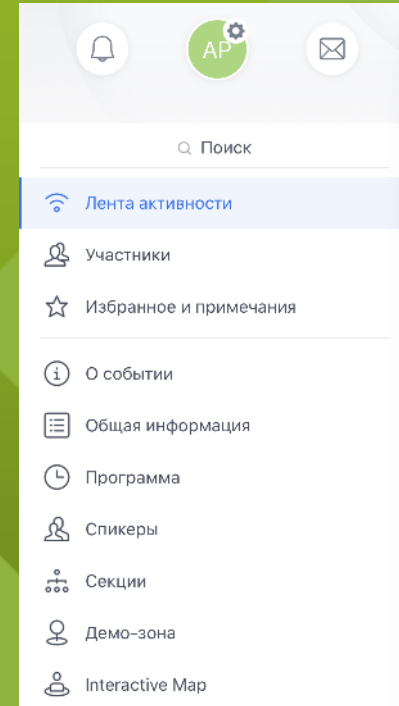 AP
Поиск
Лента активности
Участники
Избранное и примечания
О событии
Общая информация
Программа
Спикеры
Секции
Демо-зона
Interactive Map